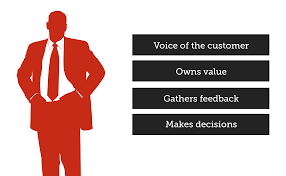 Voice of the customer
Owns value
Gathers feedback
Makes decisions